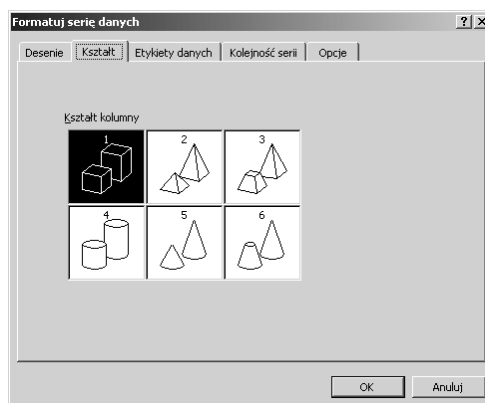 Formatuj serię danych
Desenie Kształt Etykiety danych Kolejność serii Opcje
Kształt kolumny
1 2 3
4 5 6
OK Anuluj